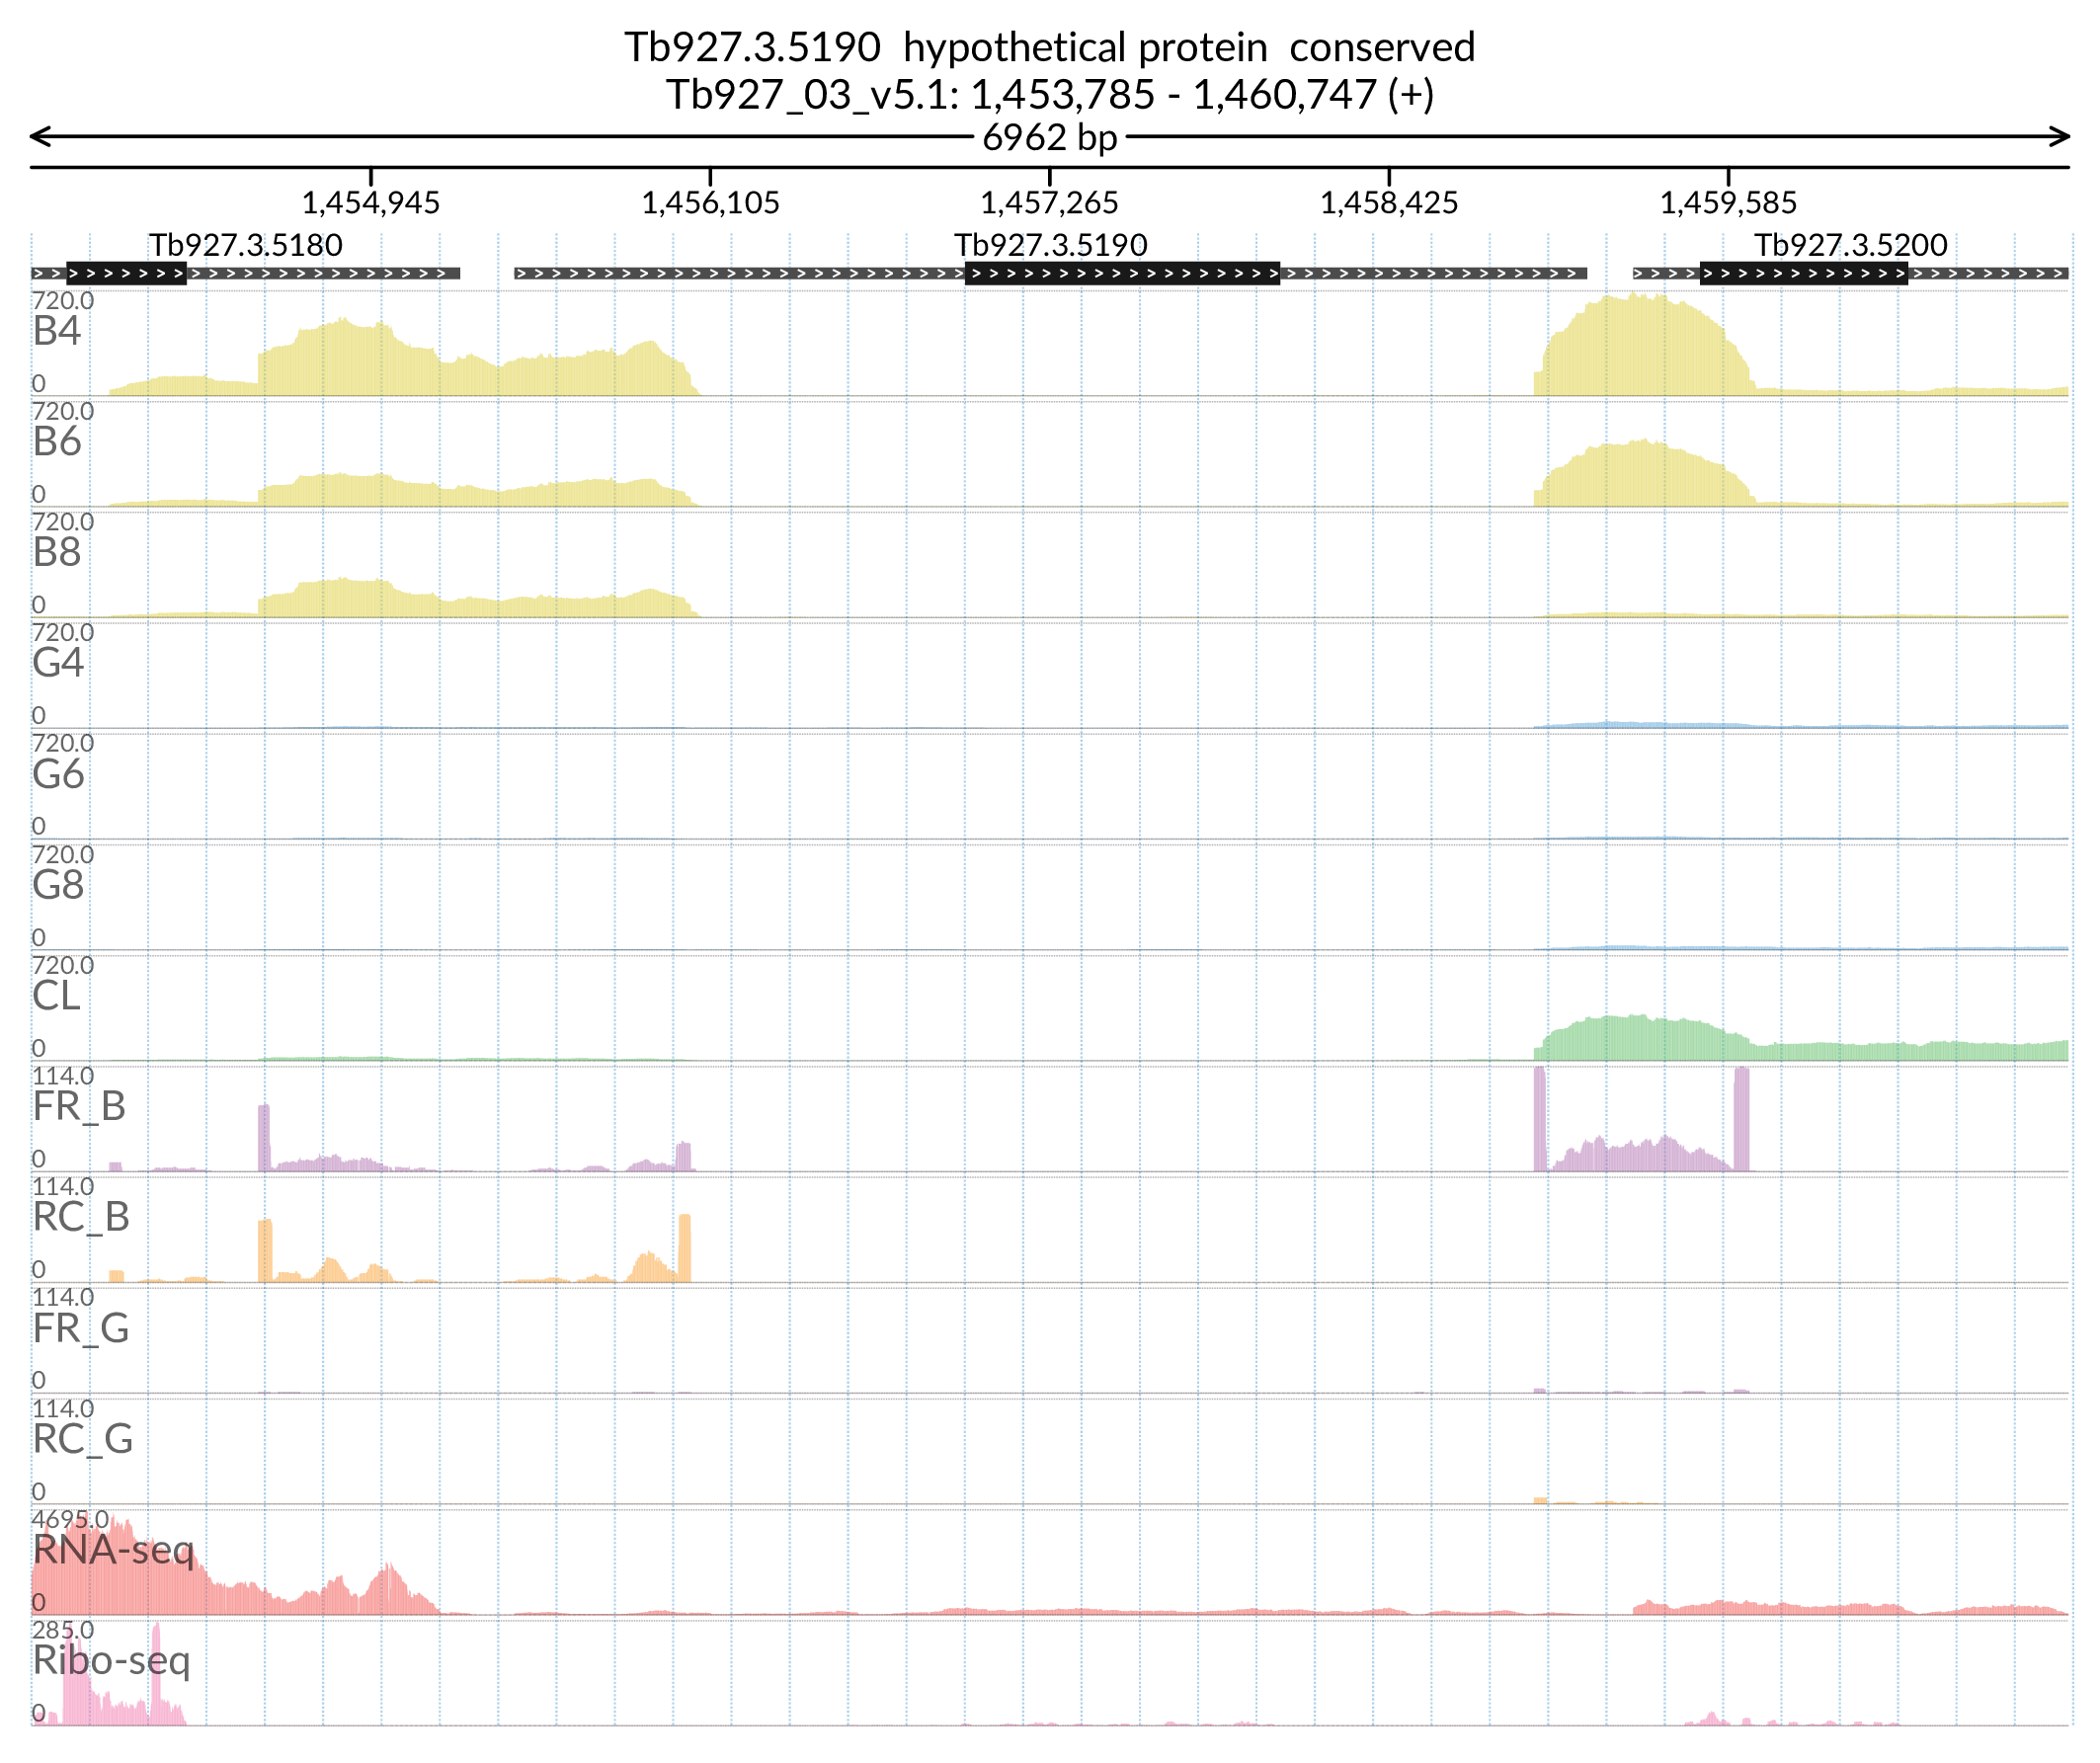 Tb927.3.5190 hypothetical protein conserved
Tb927_03_v5.1: 1,453,785 - 1,460,747 (+)
6962 bp
1,454,945 1,456,105 1,457,265 1,458,425 1,459,585
Tb927.3.5180 Tb927.3.5190 Tb927.3.5200
720.0
B4
0
720.0
B6
0
720.0
B8
0
720.0
G4
0
720.0
G6
0
720.0
G8
0
720.0
CL
0
114.0
FR_B
0
114.0
RC_B
0
114.0
FR_G
0
114.0
RC_G
0
4695.0
RNA-seq
0
285.0
Ribo-seq
0